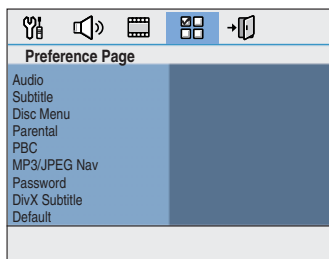 Preference Page
Audio
Subtitle
Disc Menu
Parental
PBC
MP3/JPEG Nav
Password
DivX Subtitle
Default